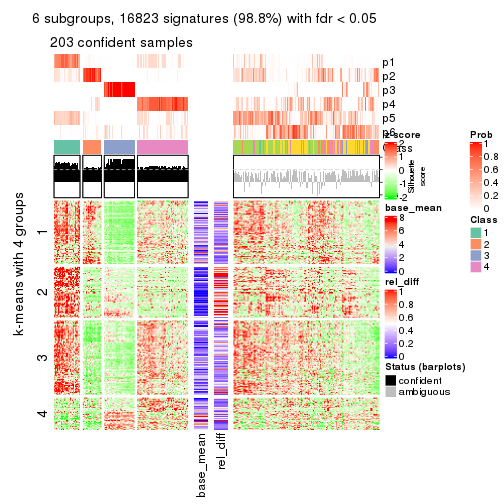 6 subgroups, 16823 signatures (98.8%) with fdr < 0.05
203 confident samples
p1
p2
p3
p4
p5
p6
z_score
2
1
0
-1
-2
Silhouette
score
k-means with 4 groups
1
2
3
4
base_mean
rel_diff
base_mean
8
6
4
2
0
rel_diff
1
0.8
0.6
0.4
0.2
0
Prob
1
0.8
0.6
0.4
0.2
0
Class
1
2
3
4
Status (barplots)
confident
ambiguous